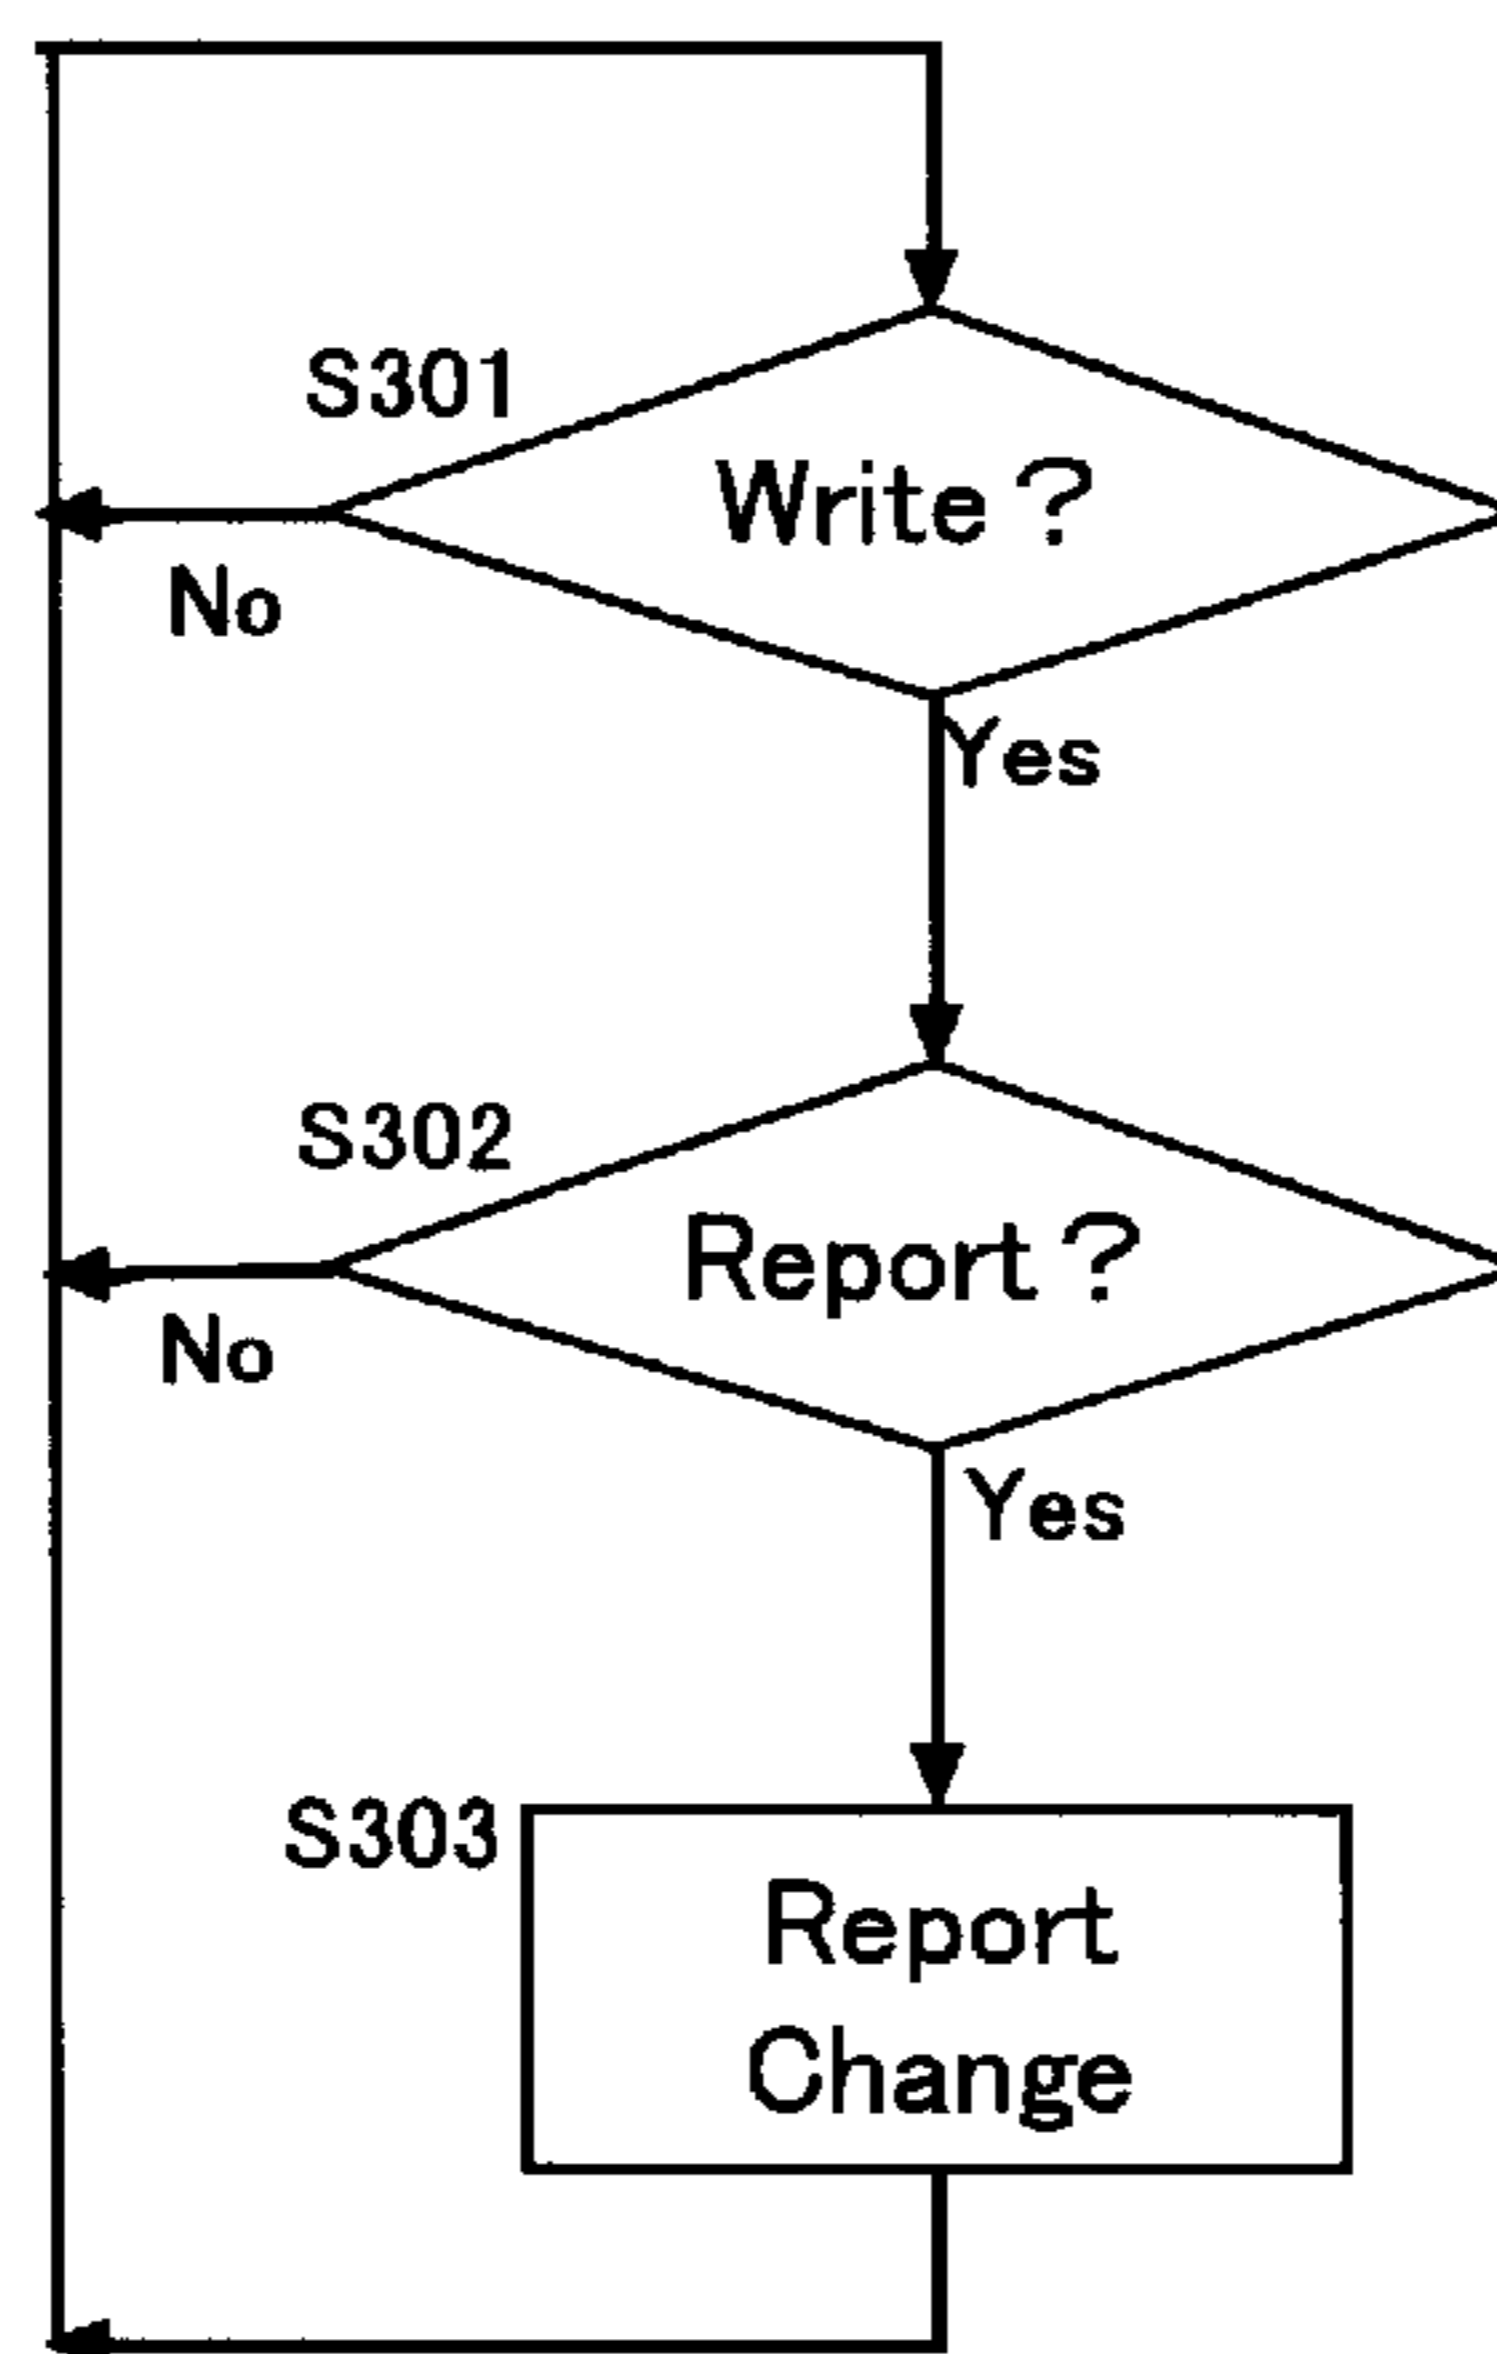 S301
Write ?
No
Yes
S302
Report ?
No
Yes
S303
Report
Change